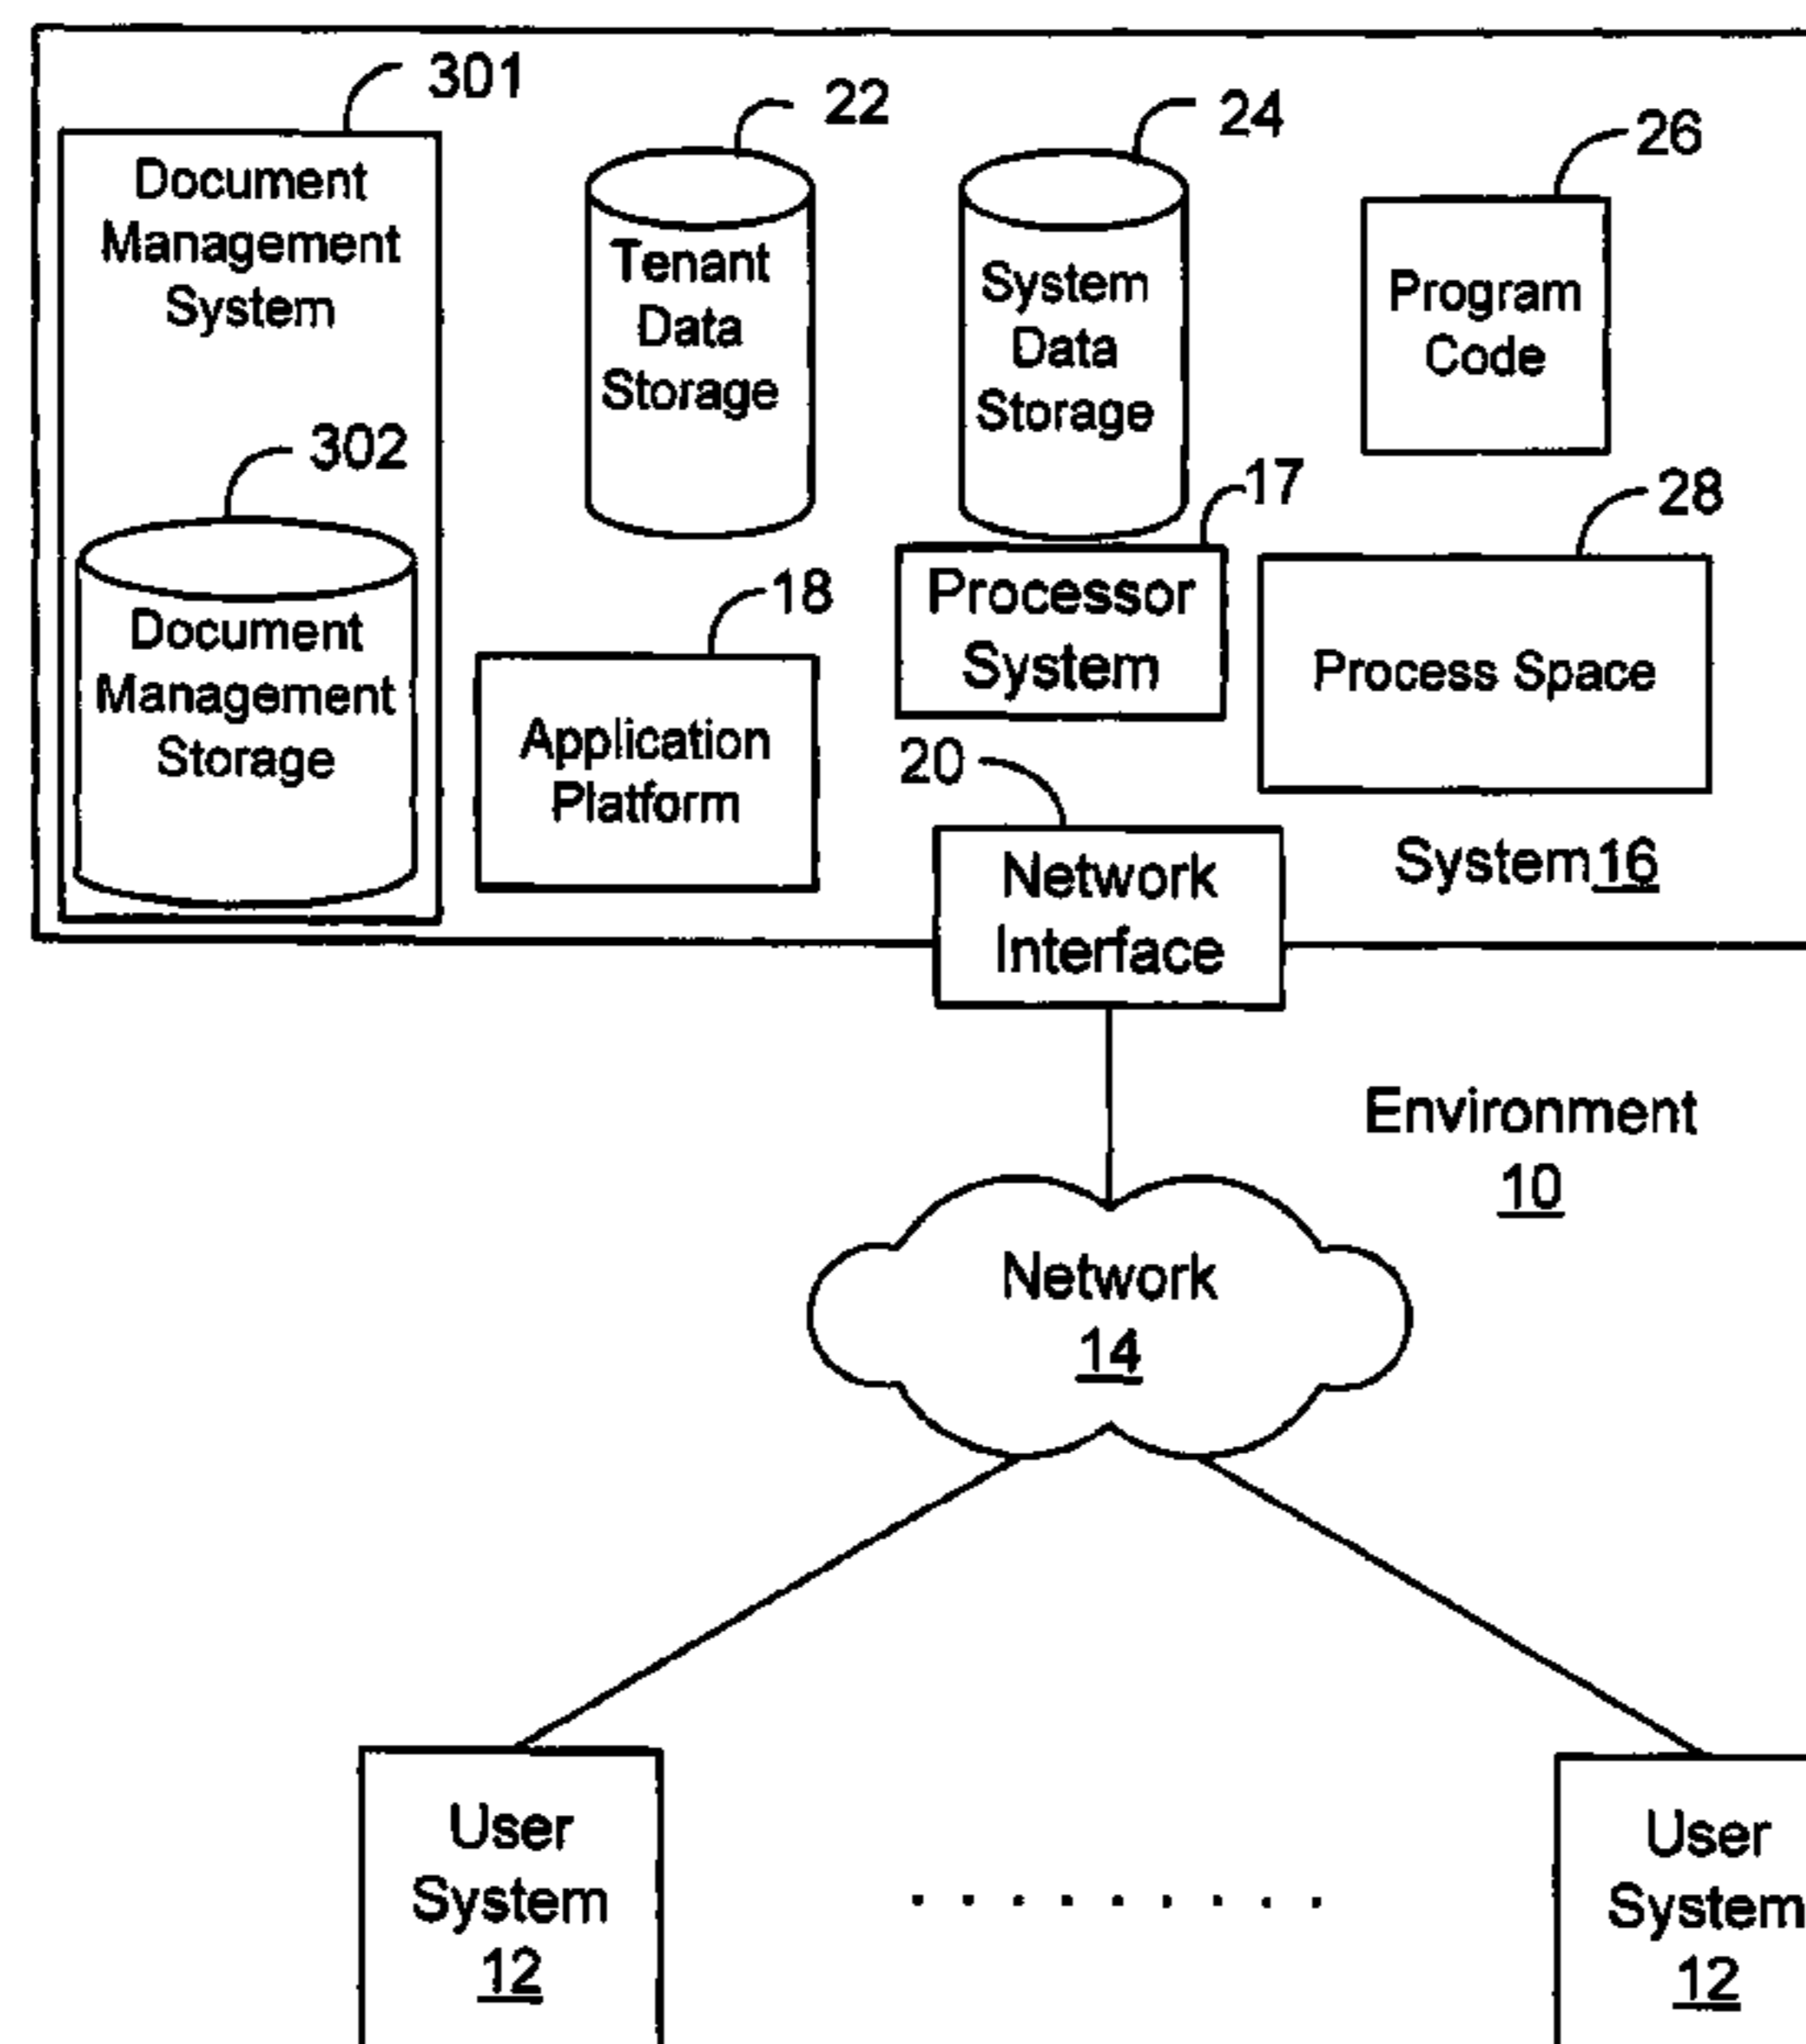 301
Document
Management
System
302
Document
Management
Storage
22
Tenant
Data
Storage
24
System
Data
Storage
26
Program
Code
17
Processor
System
28
Process Space
18
Application
Platform
20
Network
Interface
System 16
Environment
10
Network
14
User
System
12
. . . . . . . . .
User
System
12